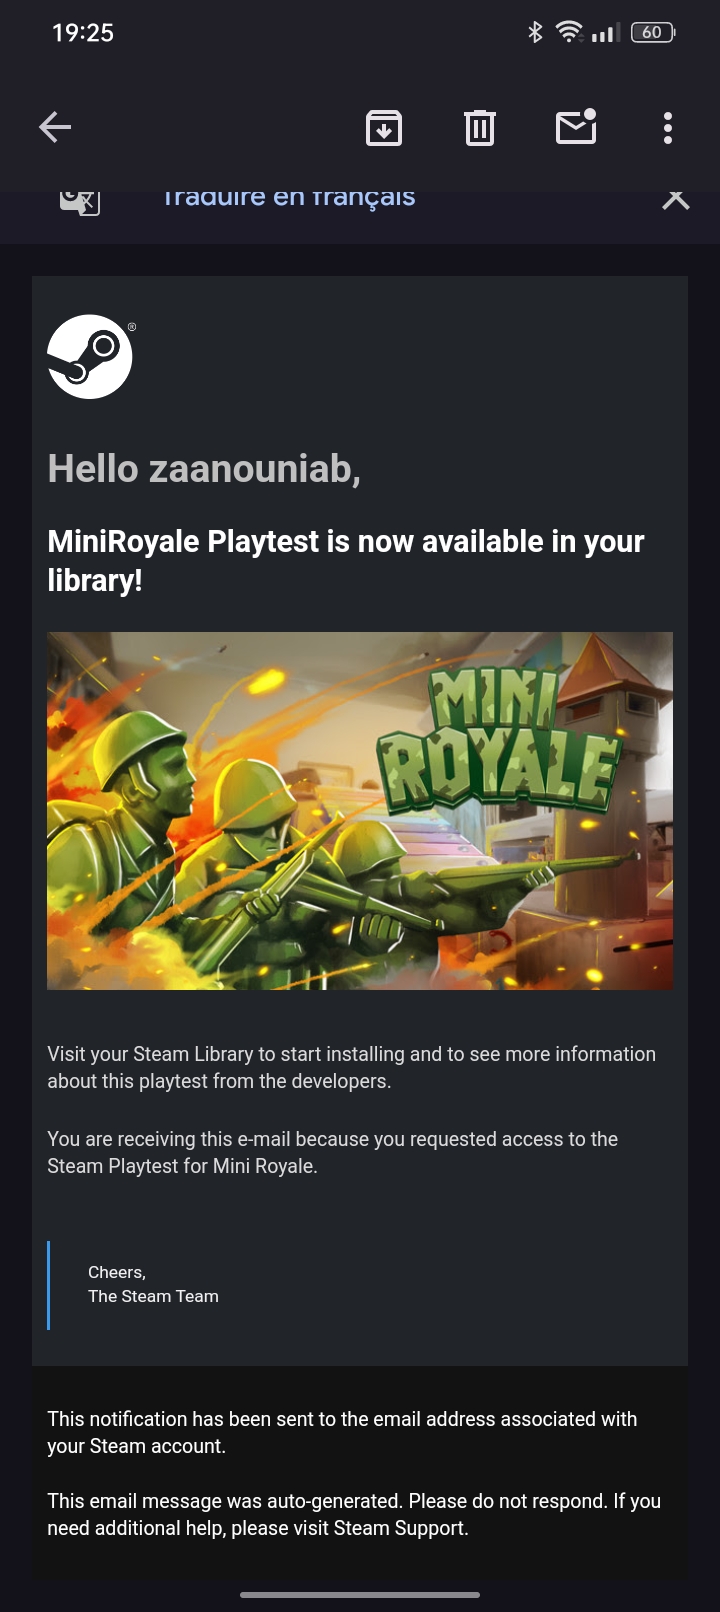 19:25
60
Traduire en français
®
Hello zaanouniab,
MiniRoyale Playtest is now available in your
library!
MINI
ROYALE
Visit your Steam Library to start installing and to see more information
about this playtest from the developers.
You are receiving this e-mail because you requested access to the
Steam Playtest for Mini Royale.
Cheers,
The Steam Team
This notification has been sent to the email address associated with
your Steam account.
This email message was auto-generated. Please do not respond. If you
need additional help, please visit Steam Support.